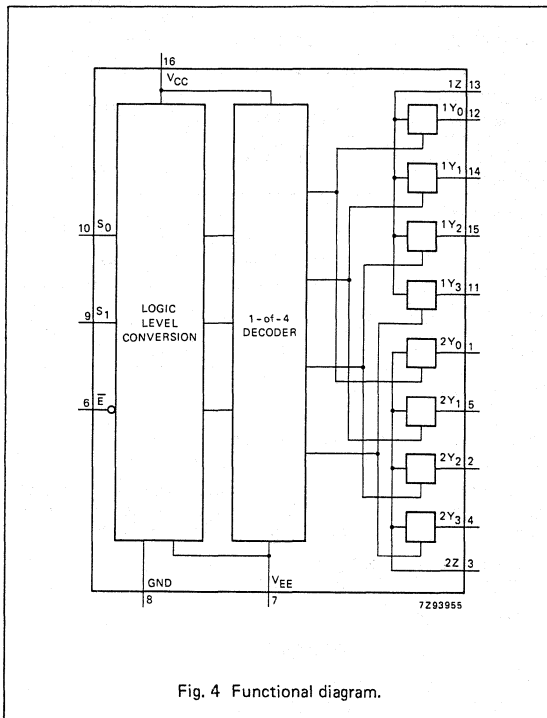 16
VCC
1Z 13
1Y0 12
1Y1 14
10 S0
1Y2 15
9 S1
LOGIC
LEVEL
CONVERSION
1-of-4
DECODER
1Y3 11
2Y0 1
6 E̅
2Y1 5
2Y2 2
2Y3 4
GND
8
VEE
7
2Z 3
7Z93955
Fig. 4 Functional diagram.